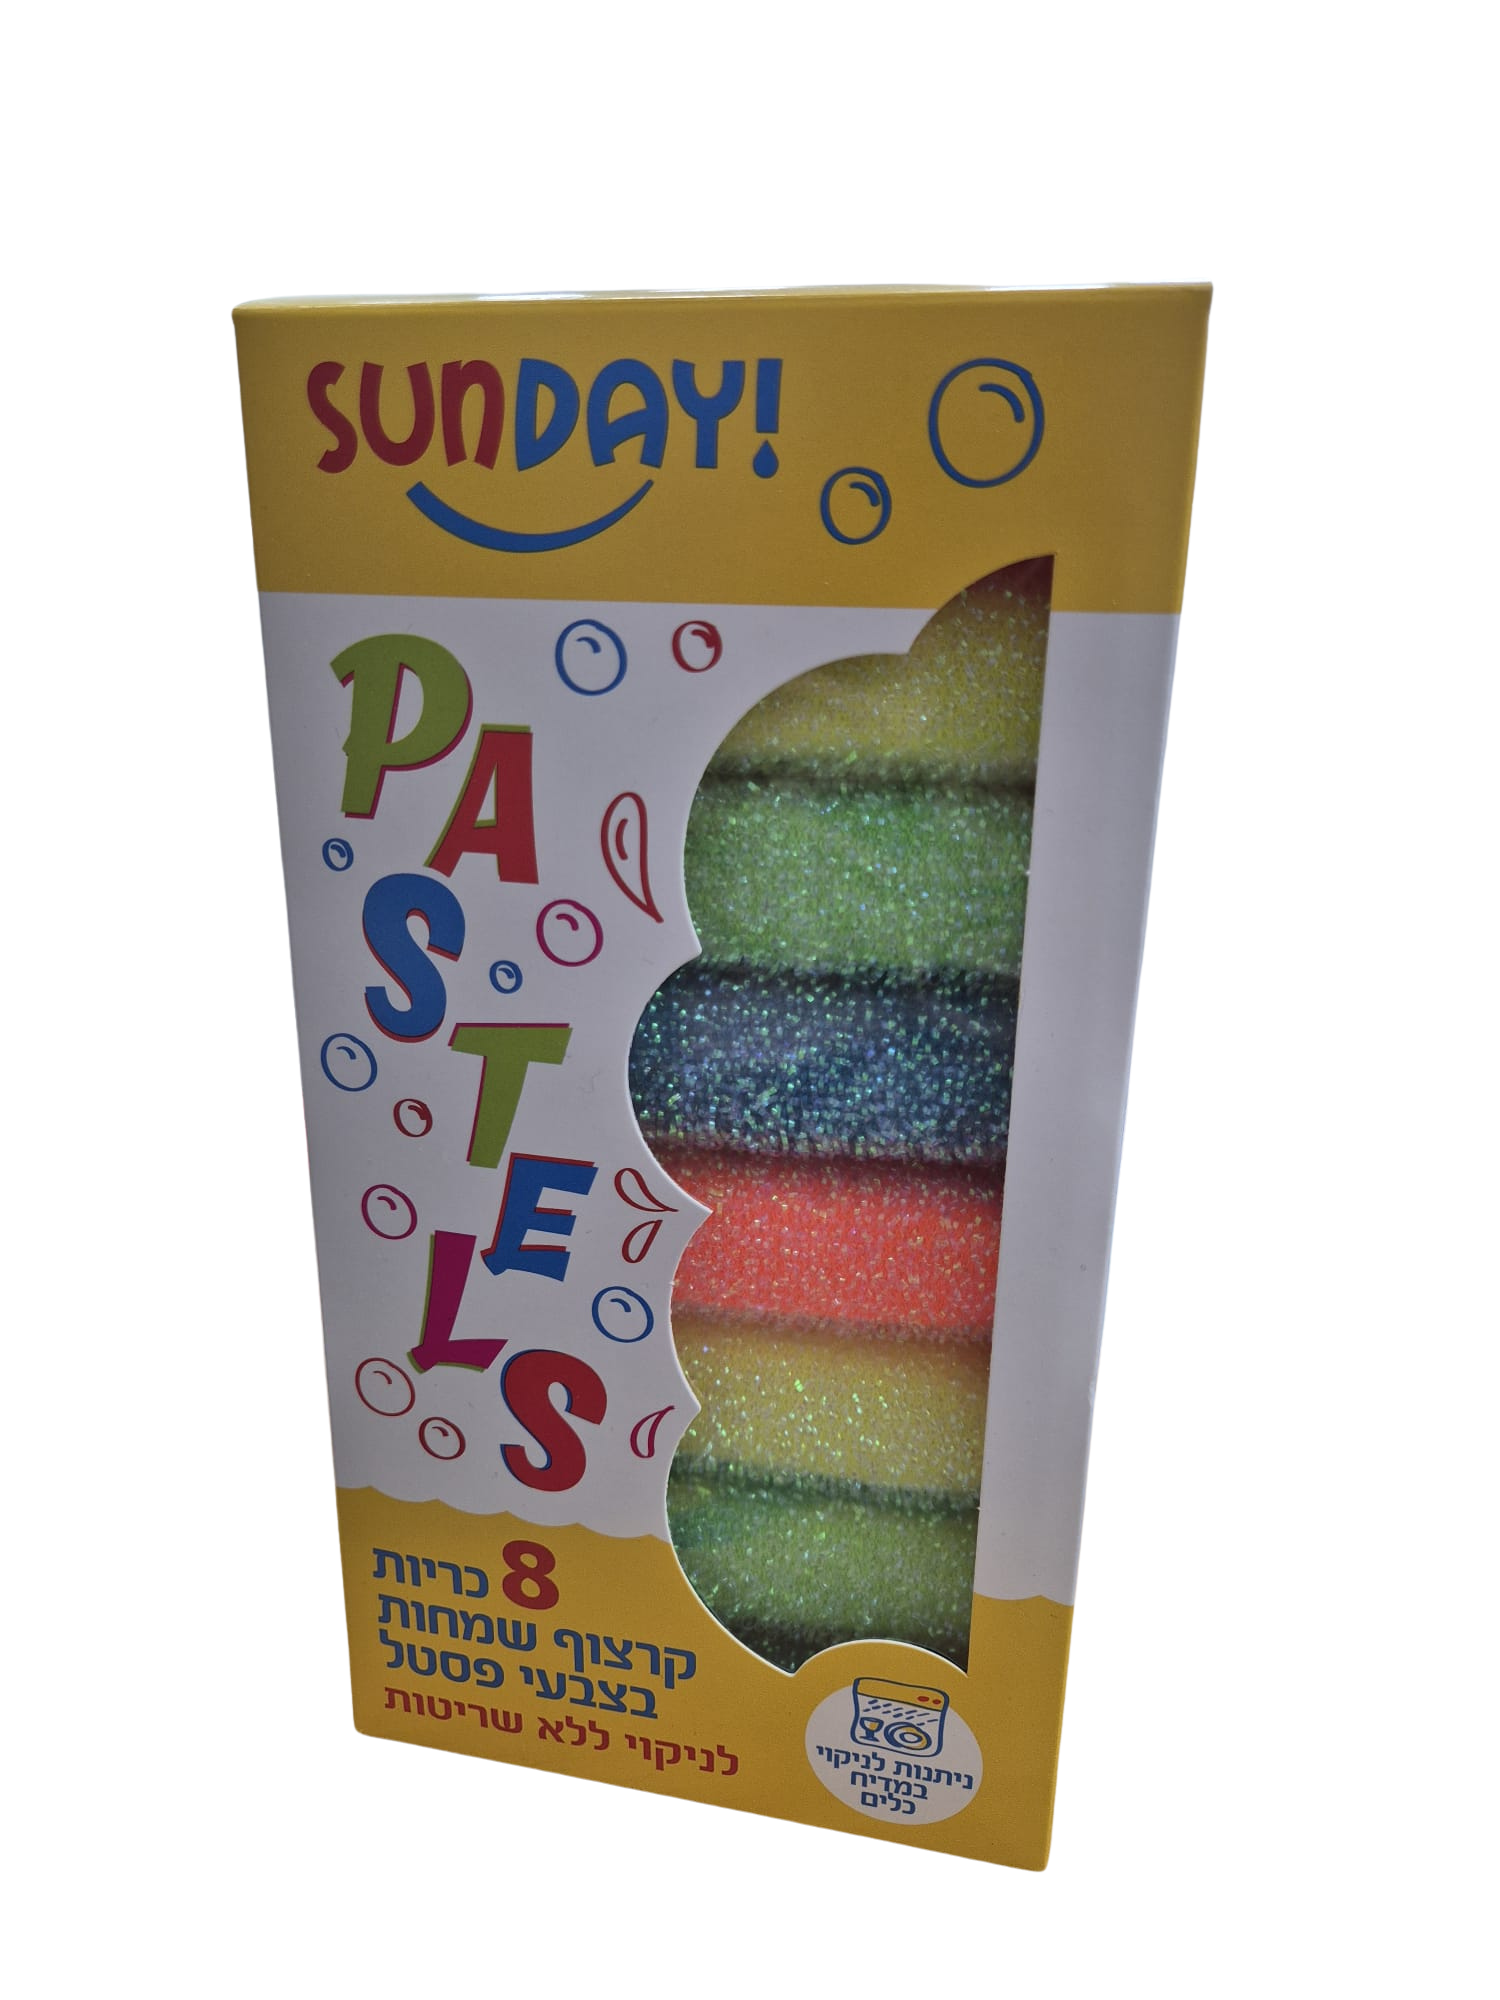 SUNDAY!
PASTELS
8 כריות
קרצוף שמחות
בצבעי פסטל
לניקוי ללא שריטות
ניתנות לניקוי
במדיח
כלים